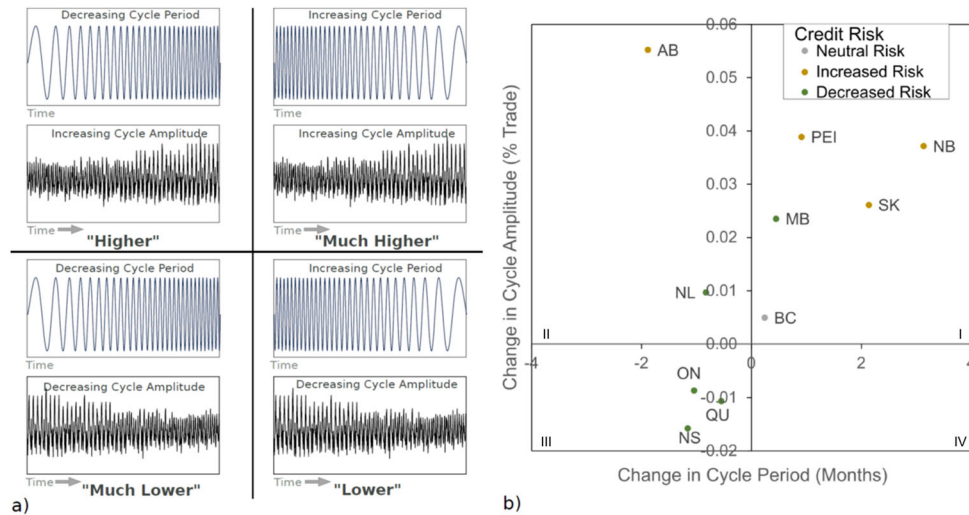 Decreasing Cycle Period
Time
Increasing Cycle Amplitude
Time
"Higher"
Increasing Cycle Period
Time
Increasing Cycle Amplitude
Time
"Much Higher"
Decreasing Cycle Period
Time
Decreasing Cycle Amplitude
Time
"Much Lower"
Increasing Cycle Period
Time
Decreasing Cycle Amplitude
Time
"Lower"
a)
Change in Cycle Amplitude (% Trade)
0.06
0.05
0.04
0.03
0.02
0.01
0.00
-0.01
-0.02
Credit Risk
Neutral Risk
Increased Risk
Decreased Risk
AB
PEI
NB
SK
MB
NL
BC
II
I
-4
-2
0
2
4
ON
QU
NS
III
IV
Change in Cycle Period (Months)
b)